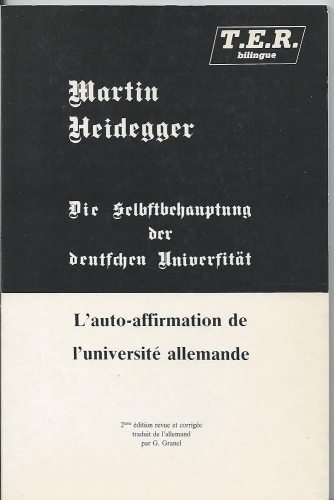 T.E.R.
bilingue
Martin
Heidegger
Die Selbſtbehauptung
der
deutſchen Univerſität
L'auto-affirmation de
l'université allemande
2ème édition revue et corrigée
traduit de l'allemand
par G. Granel